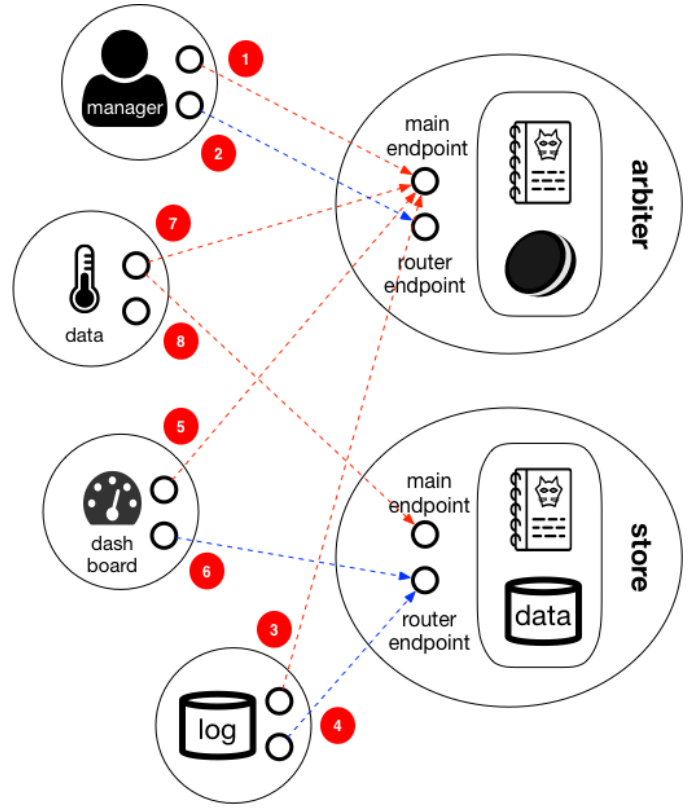 1
manager
2
main
endpoint
arbiter
router
endpoint
7
data
8
5
dash
board
6
main
endpoint
store
data
router
endpoint
3
log
4